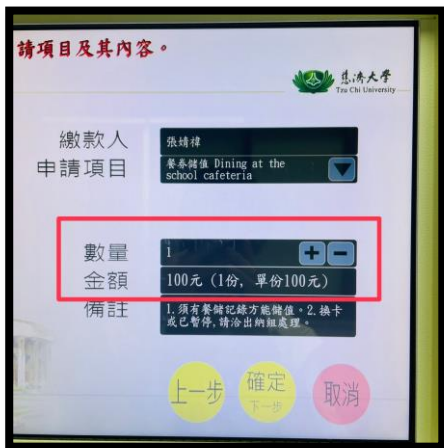 請項目及其內容。
慈濟大學
Tzu Chi University
繳款人
張靖禕
申請項目
餐券儲值 Dining at the
school cafeteria
數量
1
+ -
金額
100元 (1份, 單份100元)
備註
1.須有餐儲記錄方能儲值。2.換卡
或已暫停,請洽出納組處理。
上一步
確定
下一步
取消